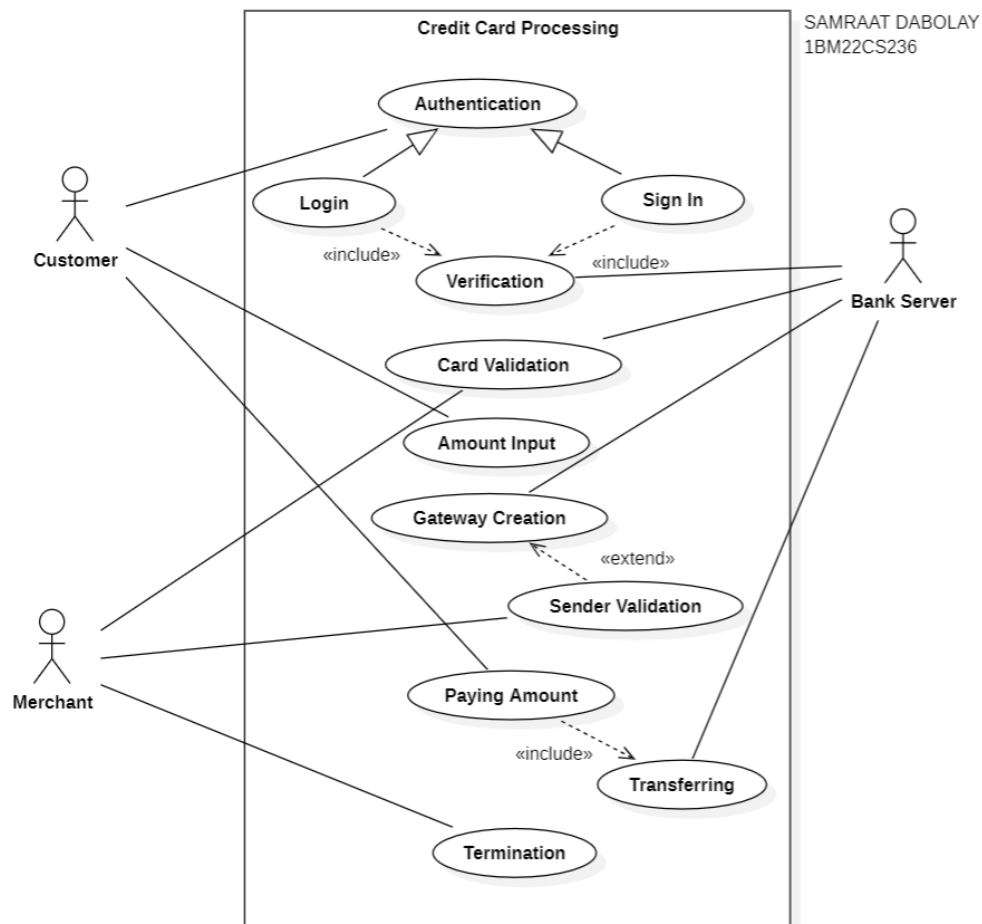 Credit Card Processing
SAMRAAT DABOLAY
1BM22CS236
Authentication
Login
Sign In
Customer
«include»
«include»
Verification
Bank Server
Card Validation
Amount Input
Gateway Creation
«extend»
Sender Validation
Merchant
Paying Amount
«include»
Transferring
Termination